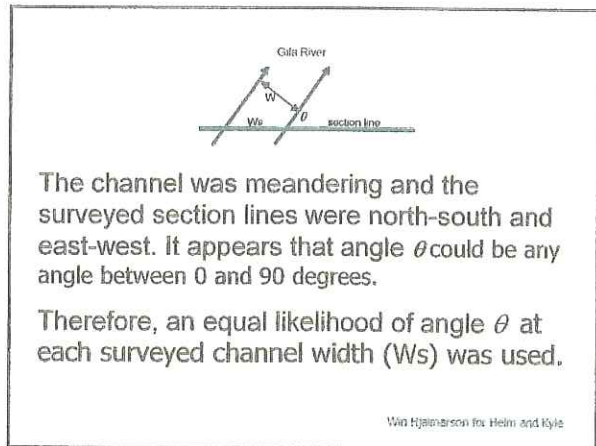 Gila River
W
θ
Ws
section line
The channel was meandering and the
surveyed section lines were north-south and
east-west. It appears that angle θ could be any
angle between 0 and 90 degrees.
Therefore, an equal likelihood of angle θ at
each surveyed channel width (Ws) was used.
Win Hjalmarson for Helm and Kyle